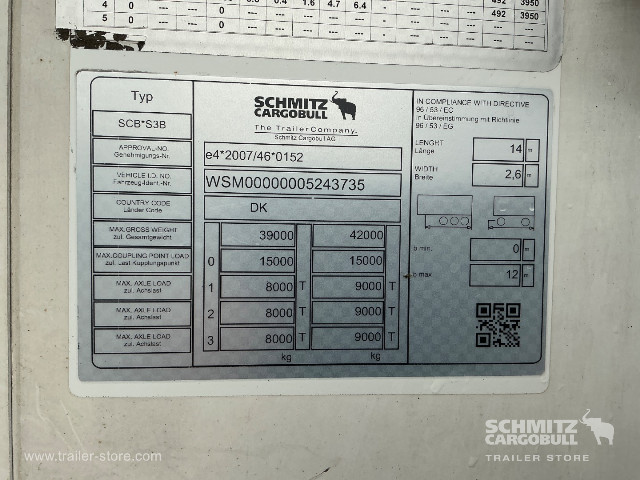 4 0 0 0.4 1.6 4.7 6.4 492 3950
5 0 0 492 3950
Typ
SCB*S3B
SCHMITZ
CARGOBULL
The Trailer Company.
Schmitz Cargobull AG
IN COMPLIANCE WITH DIRECTIVE
96 / 53 / EC
in Übereinstimmung mit Richtlinie
96 / 53 / EG
APPROVAL-NO.
Genehmigungs-Nr.
e4*2007/46*0152
LENGHT
Länge
14 m
VEHICLE I.D. NO.
Fahrzeug-Ident.-Nr.
WSM00000005243735
WIDTH
Breite
2,6 m
COUNTRY CODE
Länder Code
DK
MAX.GROSS WEIGHT
zul. Gesamtgewicht
39000 42000
b min. 0 m
MAX.COUPLING POINT LOAD
zul. Last Kupplungspunkt
0 15000 15000
b max 12 m
MAX. AXLE LOAD
zul. Achslast
1 8000 T 9000 T
MAX. AXLE LOAD
zul. Achslast
2 8000 T 9000 T
MAX. AXLE LOAD
zul. Achslast
3 8000 T 9000 T
kg kg
SCHMITZ
CARGOBULL
TRAILER STORE
www.trailer-store.com